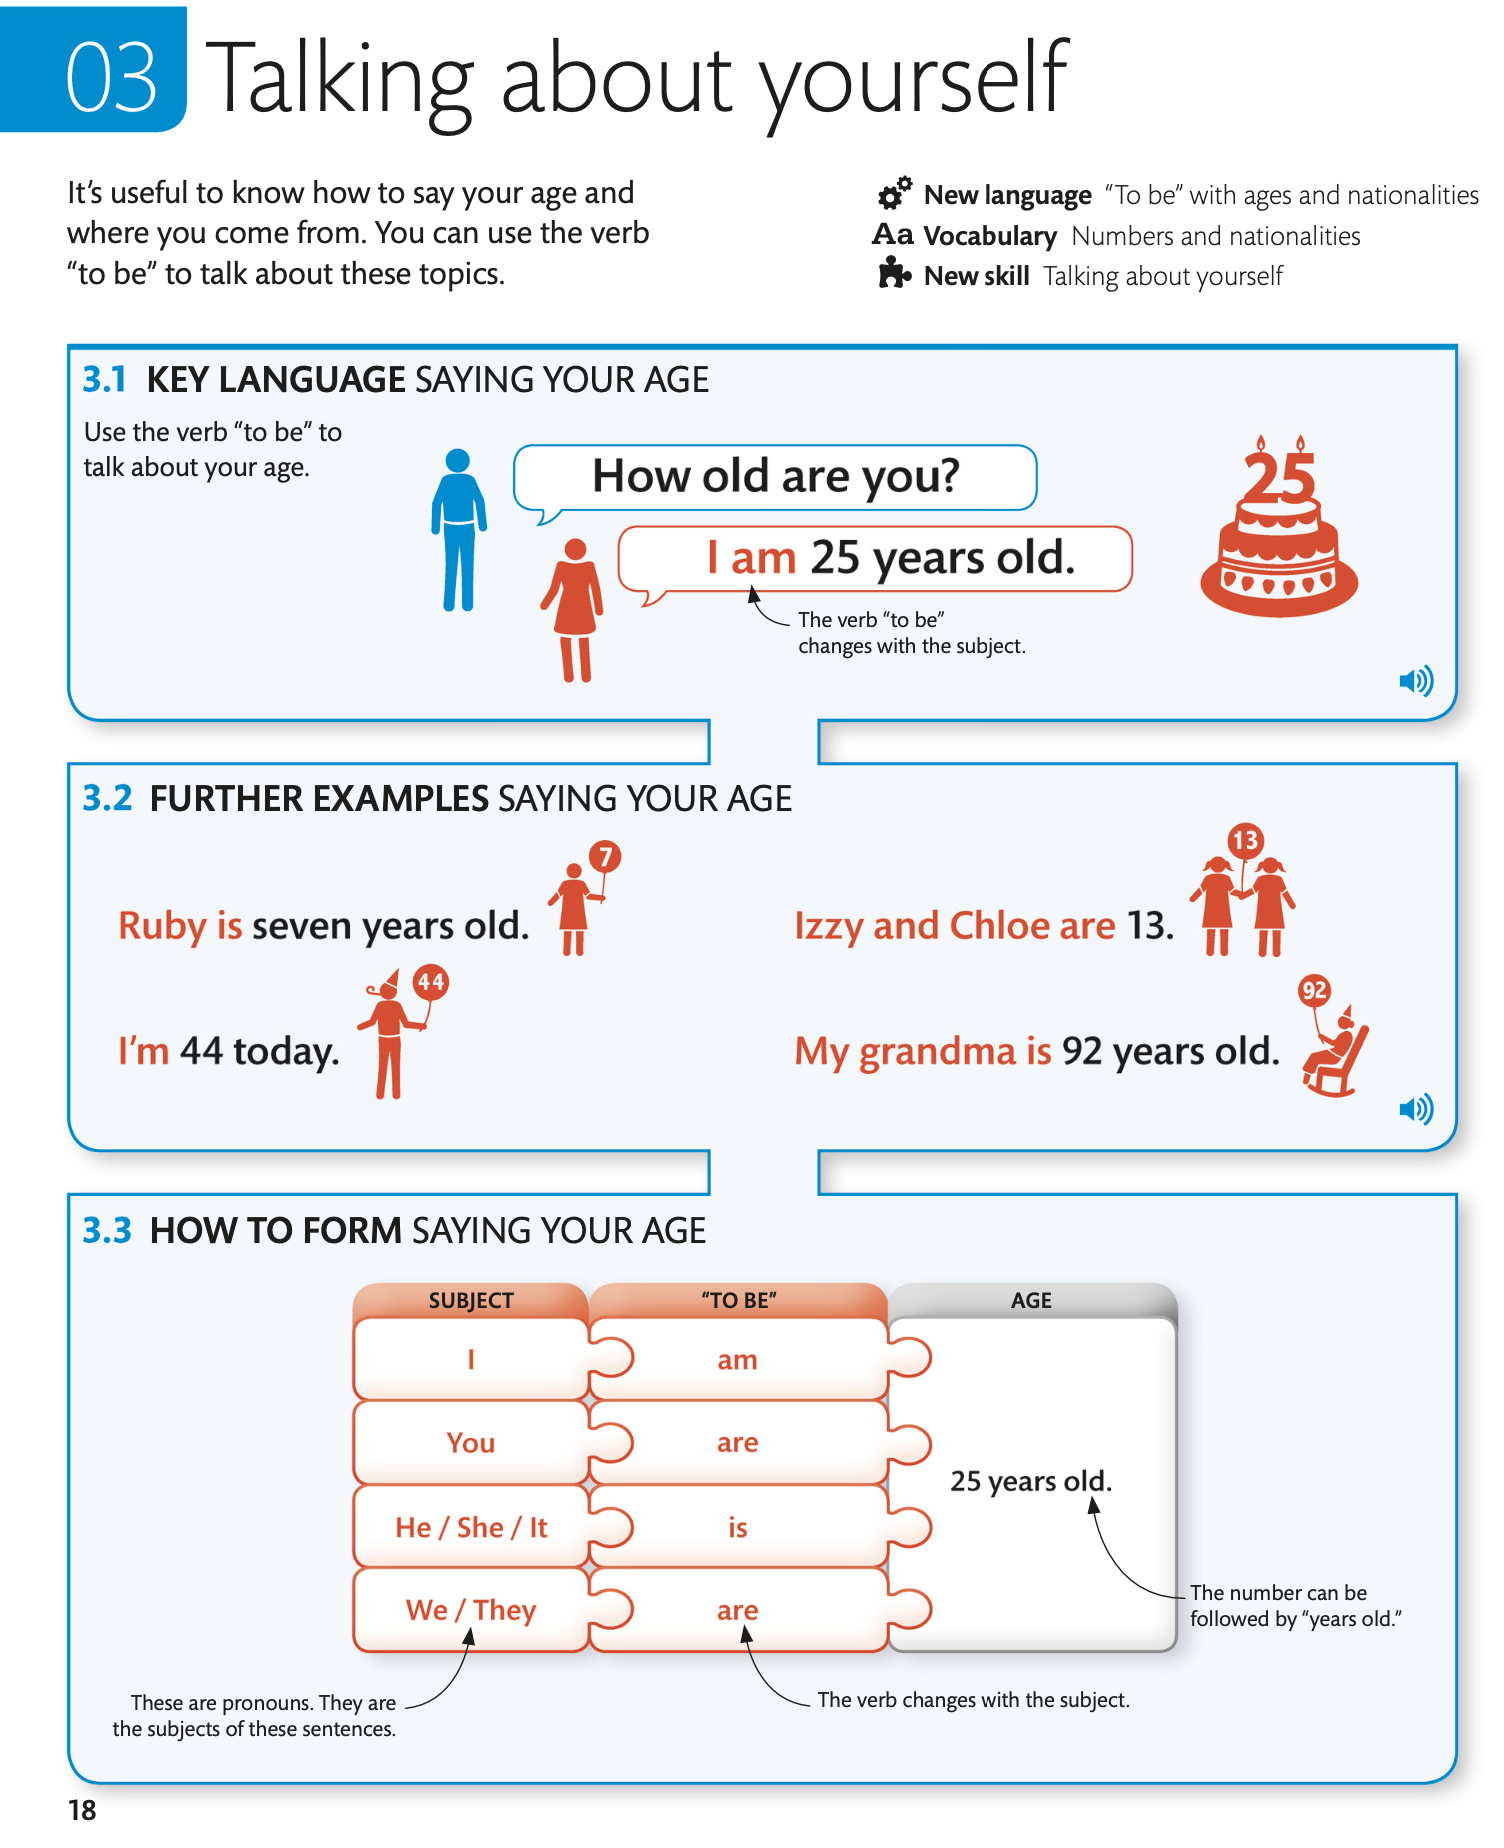 03 Talking about yourself
It’s useful to know how to say your age and
where you come from. You can use the verb
“to be” to talk about these topics.
New language “To be” with ages and nationalities
Aa Vocabulary Numbers and nationalities
New skill Talking about yourself
3.1 KEY LANGUAGE SAYING YOUR AGE
Use the verb “to be” to
talk about your age.
How old are you?
I am 25 years old.
The verb “to be”
changes with the subject.
25
3.2 FURTHER EXAMPLES SAYING YOUR AGE
Ruby is seven years old.
7
Izzy and Chloe are 13.
13
I’m 44 today.
44
My grandma is 92 years old.
92
3.3 HOW TO FORM SAYING YOUR AGE
SUBJECT “TO BE” AGE
I am
You are
25 years old.
He / She / It is
We / They are
The number can be
followed by “years old.”
These are pronouns. They are
the subjects of these sentences.
The verb changes with the subject.
18